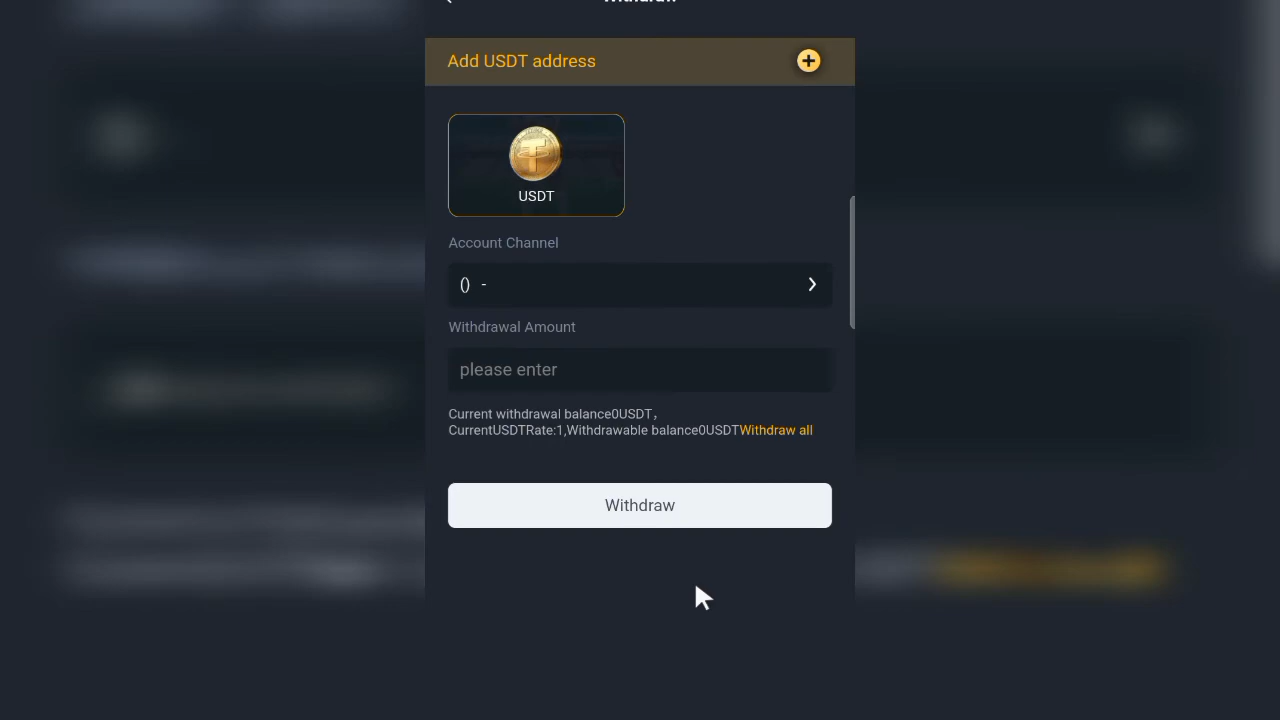 Withdraw
Add USDT address
USDT
Account Channel
() -
Withdrawal Amount
please enter
Current withdrawal balance0USDT，
CurrentUSDTRate:1,Withdrawable balance0USDTWithdraw all
Withdraw